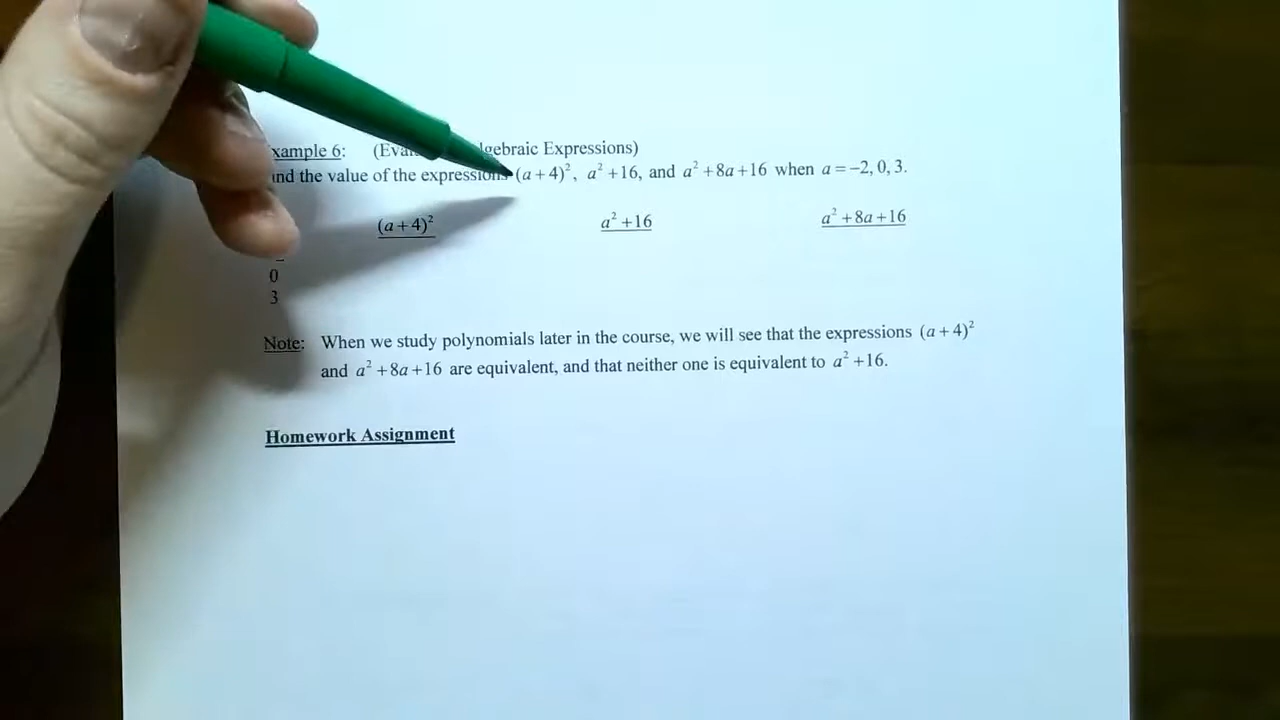 xample 6: (Eva gebraic Expressions)
nd the value of the expressions (a+4)², a²+16, and a²+8a+16 when a=−2, 0, 3.
(a+4)² a²+16 a²+8a+16
0
3
Note: When we study polynomials later in the course, we will see that the expressions (a+4)²
and a²+8a+16 are equivalent, and that neither one is equivalent to a²+16.
Homework Assignment